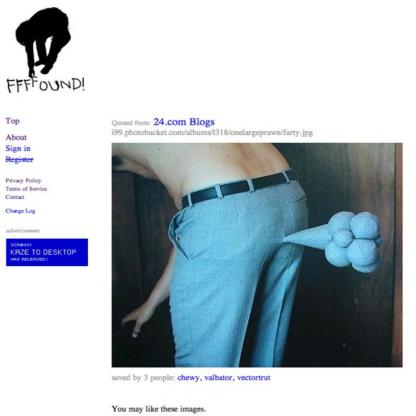 FFFFOUND!
Top
About
Sign in
Register
Privacy Policy
Terms of Service
Contact
Change Log
advertisement
KAZE TO DESKTOP
HAS RELEASED!
Quoted from: 24.com Blogs
i99.photobucket.com/albums/l318/onelargeprawn/farty.jpg
saved by 3 people: chewy, valbator, vectortrut
You may like these images.